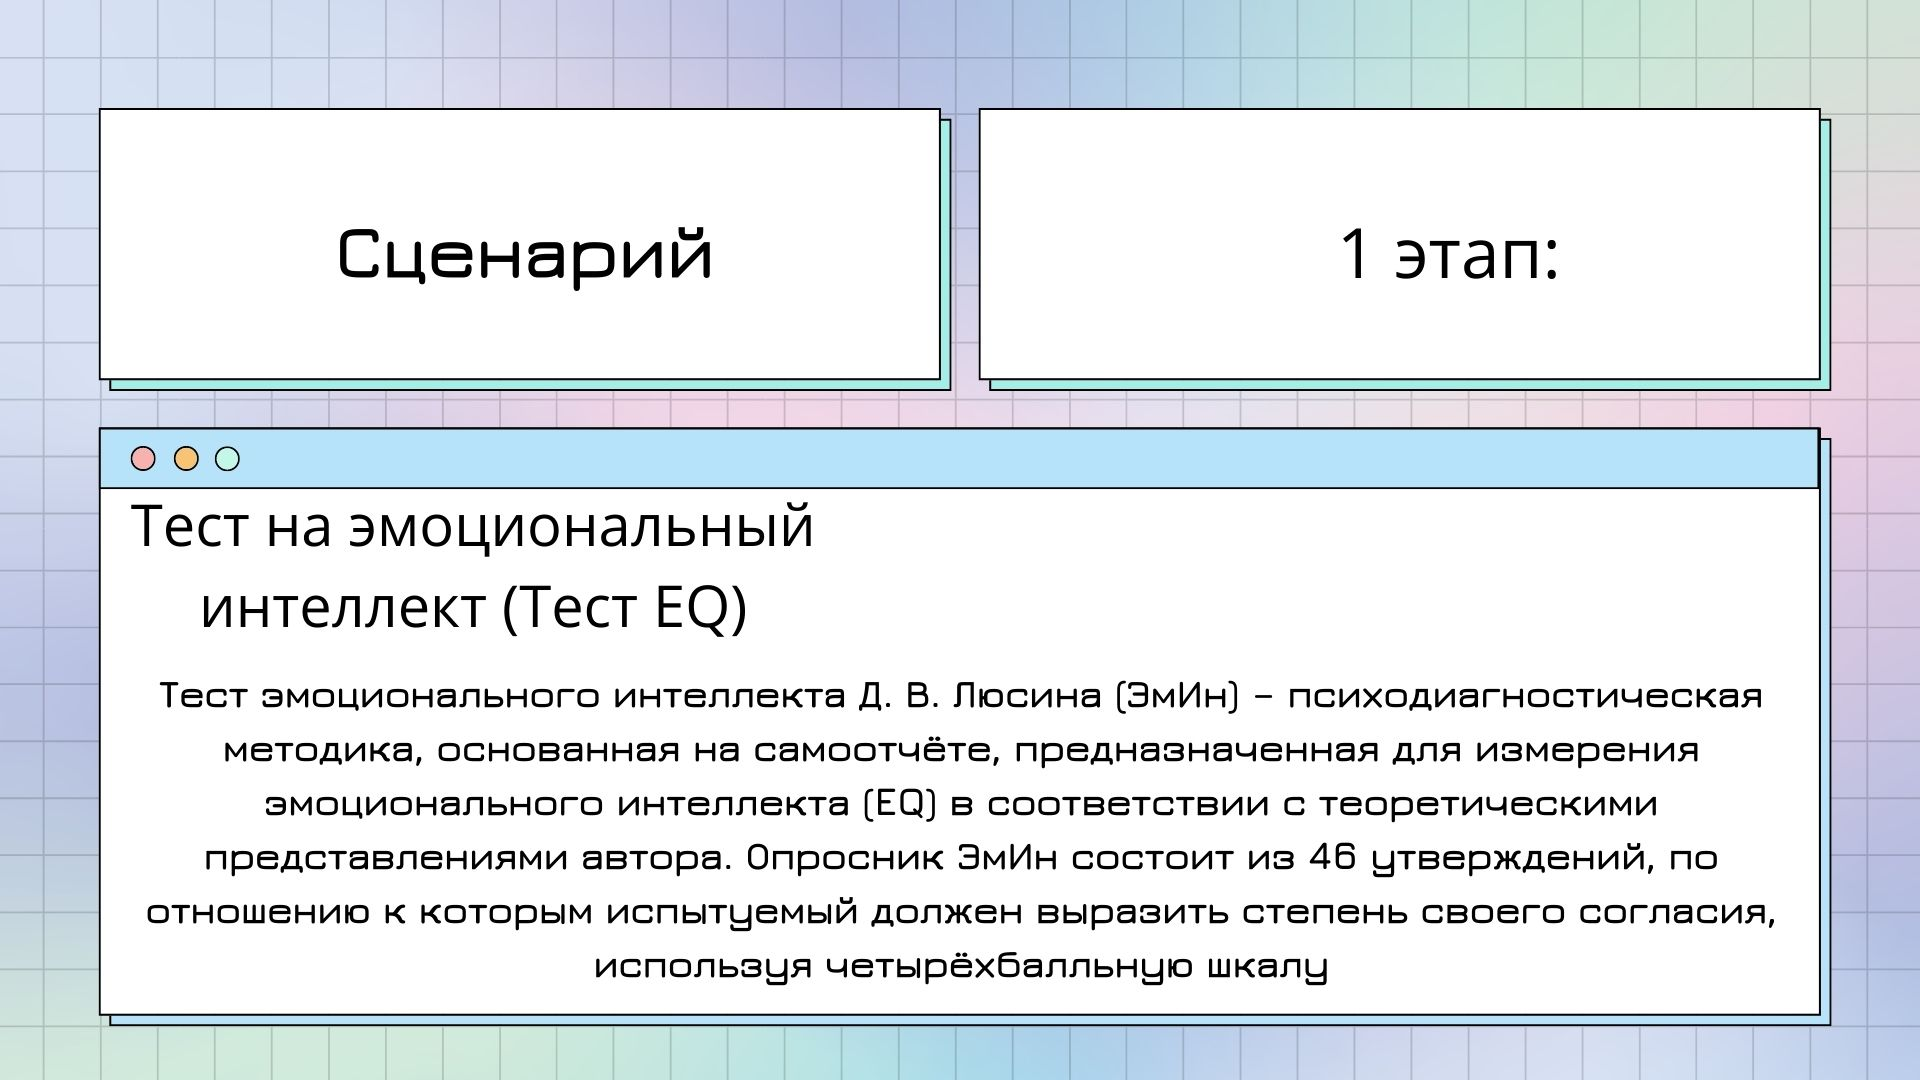 Сценарий
1 этап:
Тест на эмоциональный
интеллект (Тест EQ)
Тест эмоционального интеллекта Д. В. Люсина (ЭмИн) – психодиагностическая
методика, основанная на самоотчёте, предназначенная для измерения
эмоционального интеллекта (EQ) в соответствии с теоретическими
представлениями автора. Опросник ЭмИн состоит из 46 утверждений, по
отношению к которым испытуемый должен выразить степень своего согласия,
используя четырёхбалльную шкалу